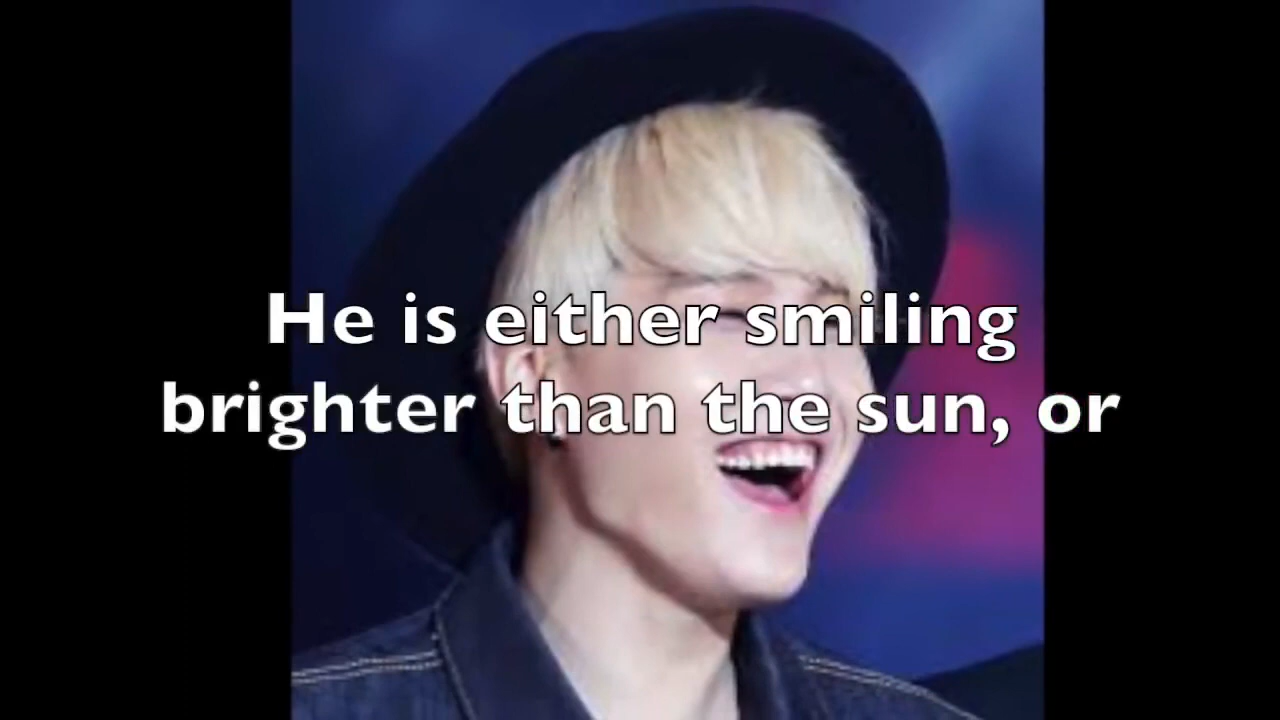 He is either smiling
brighter than the sun, or